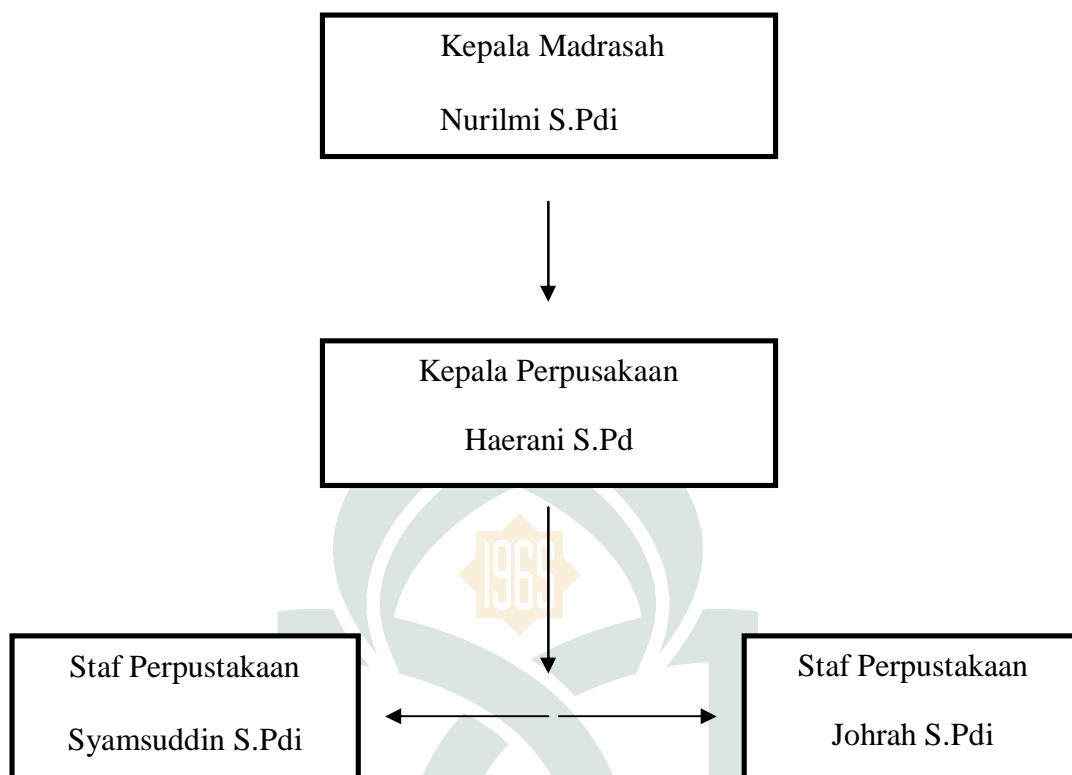 Kepala Madrasah
Nurilmi S.Pdi
Kepala Perpusakaan
Haerani S.Pd
1969
Staf Perpustakaan
Syamsuddin S.Pdi
Staf Perpustakaan
Johrah S.Pdi